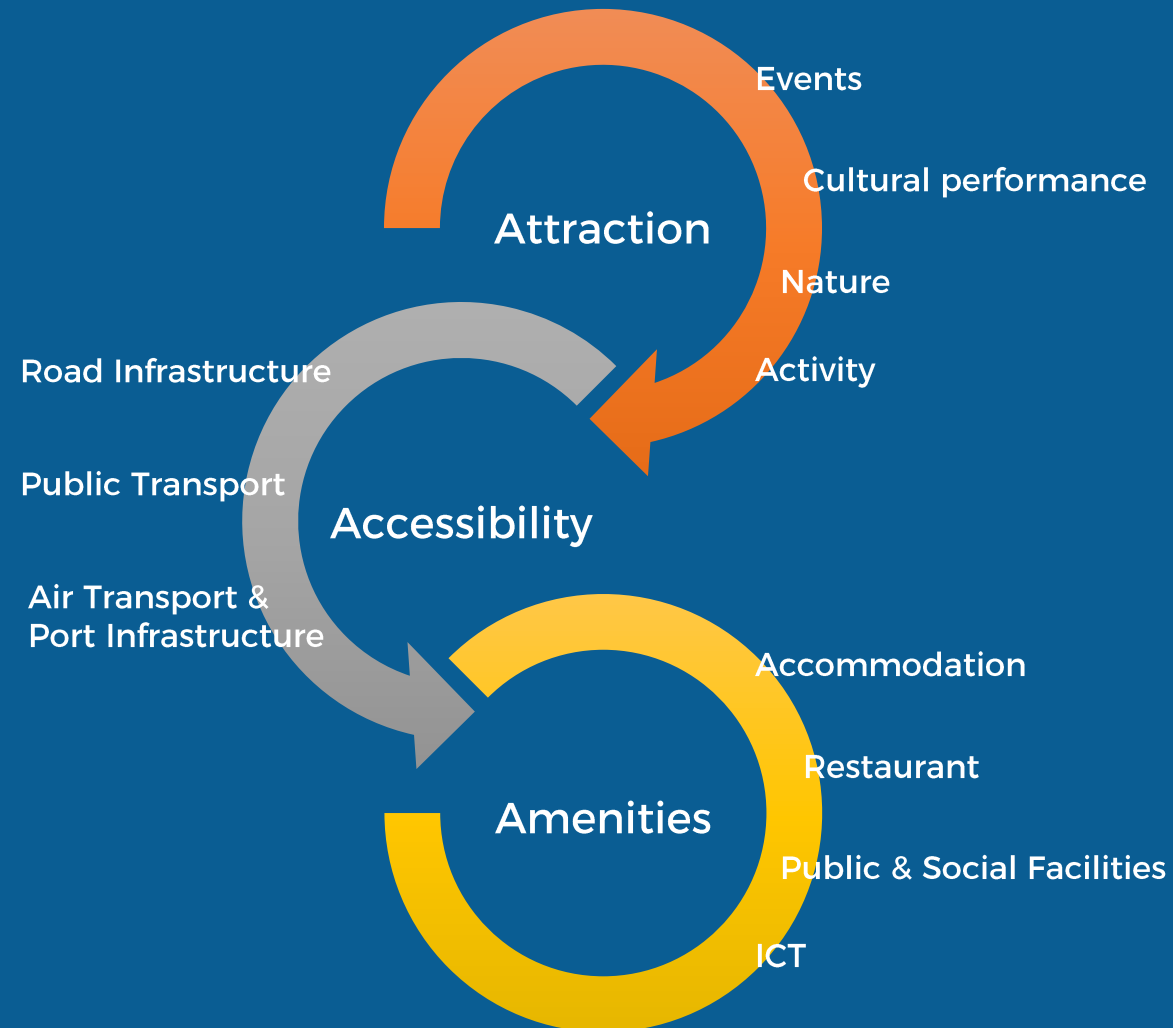 Attraction
Events
Cultural performance
Nature
Activity
Accessibility
Road Infrastructure
Public Transport
Air Transport &
Port Infrastructure
Amenities
Accommodation
Restaurant
Public & Social Facilities
ICT